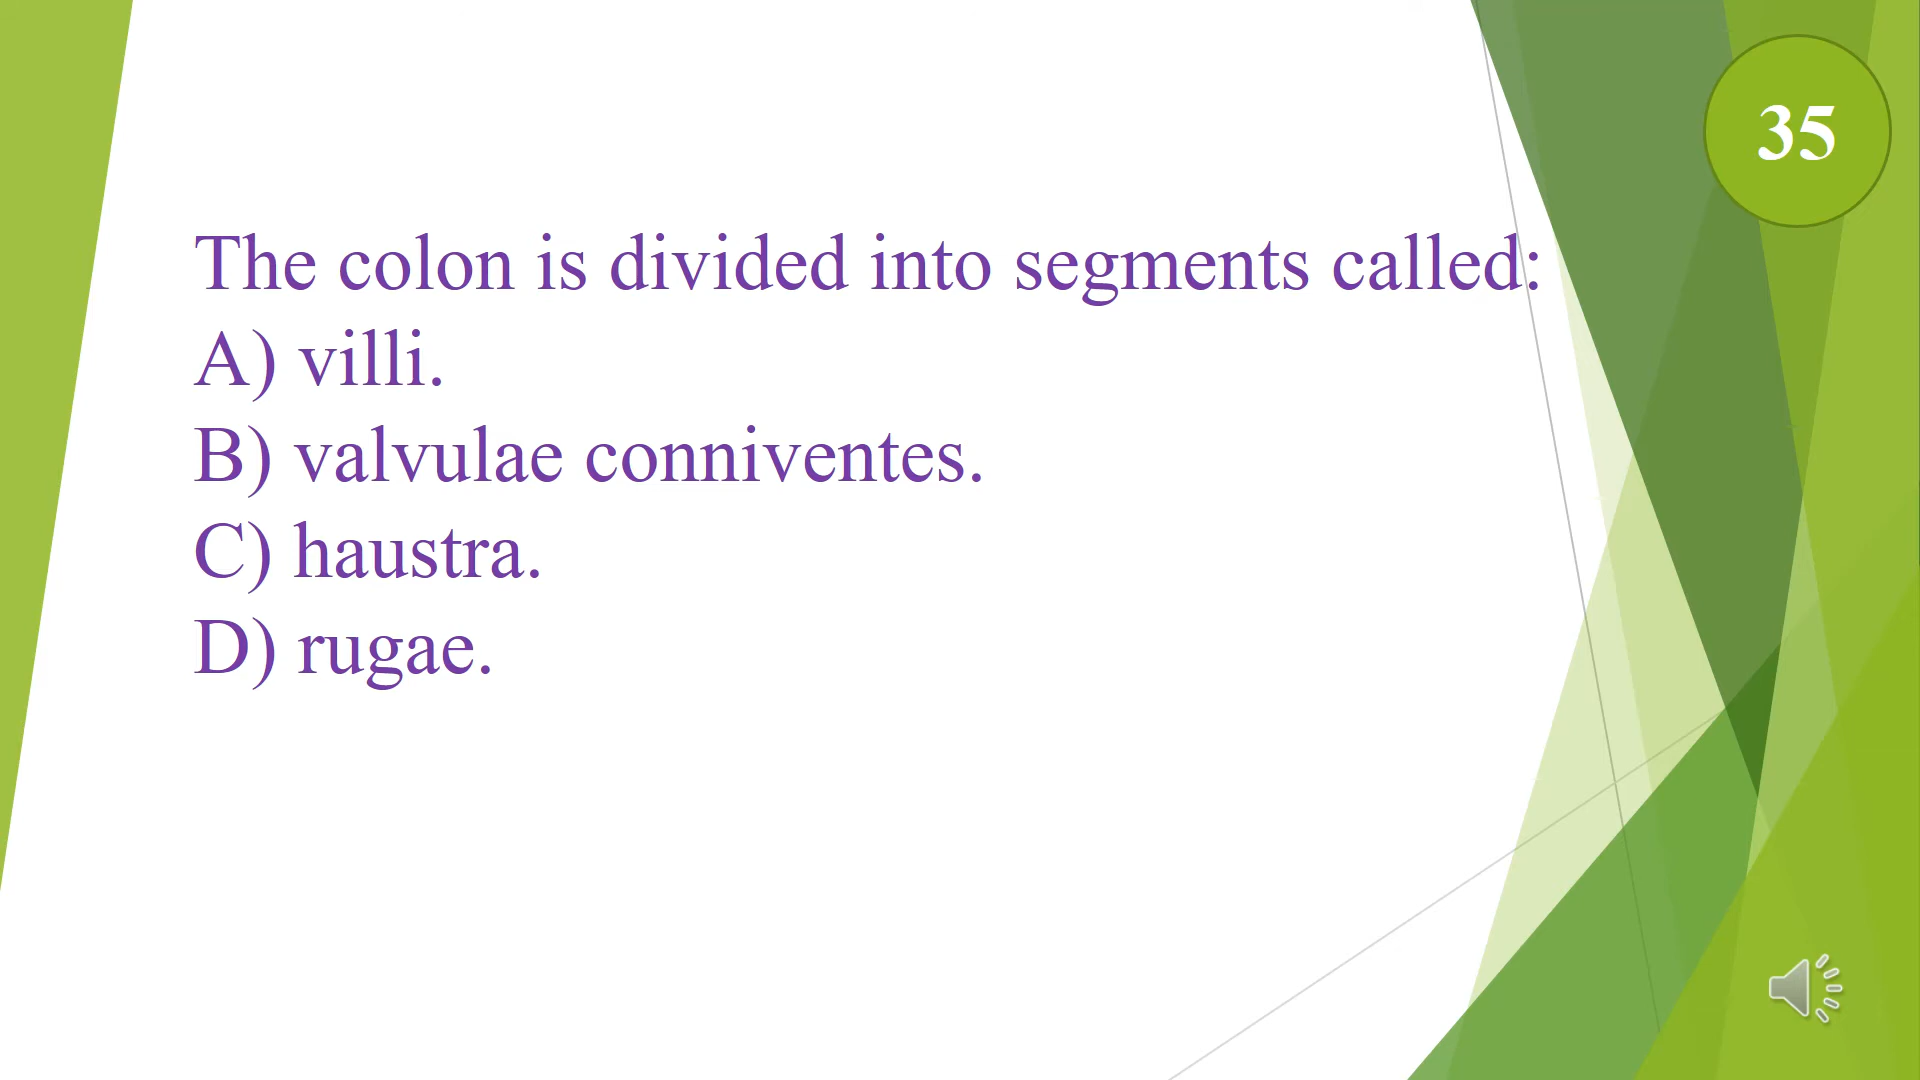 35
The colon is divided into segments called:
A) villi.
B) valvulae conniventes.
C) haustra.
D) rugae.